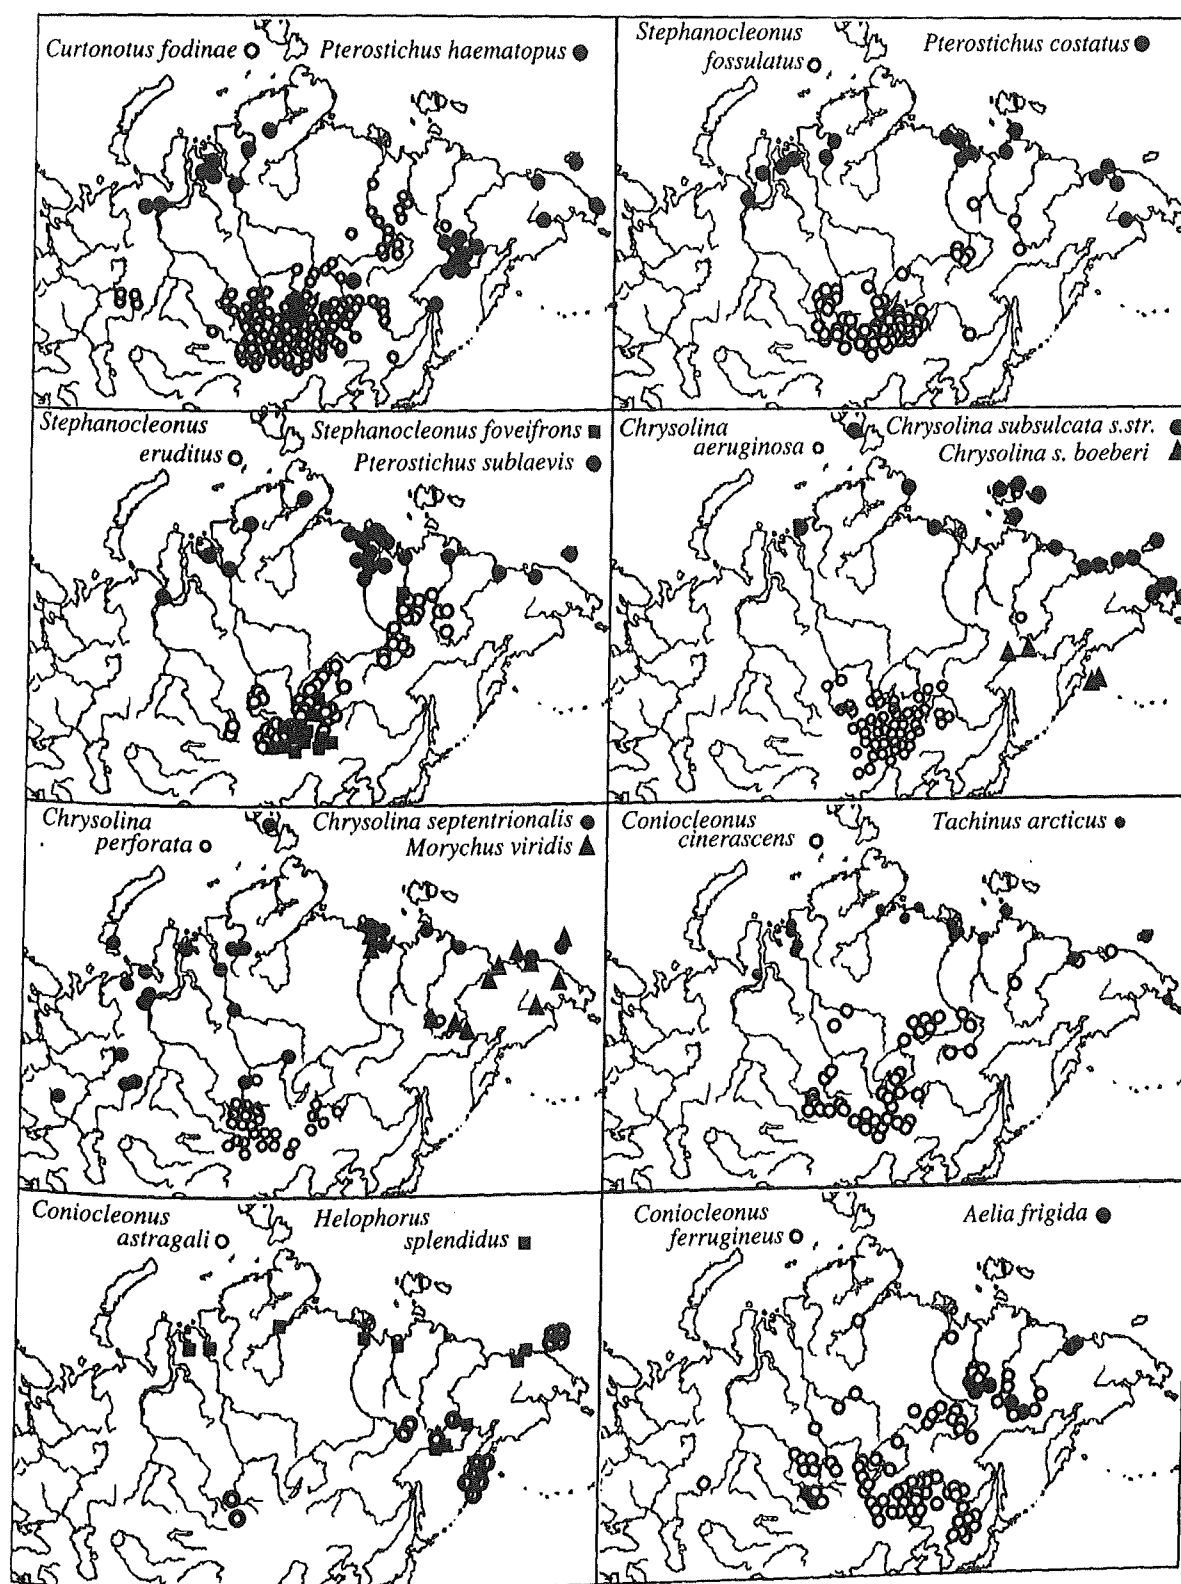 Curtonotus fodinae Pterostichus haematopus
Stephanocleonus
fossulatus Pterostichus costatus
Stephanocleonus
eruditus Stephanocleonus foveifrons
Pterostichus sublaevis
Chrysolina
aeruginosa Chrysolina subsulcata s.str.
Chrysolina s. boeberi
Chrysolina
perforata Chrysolina septentrionalis
Morychus viridis
Coniocleonus
cinerascens Tachinus arcticus
Coniocleonus
astragali Helophorus
splendidus
Coniocleonus
ferrugineus Aelia frigida